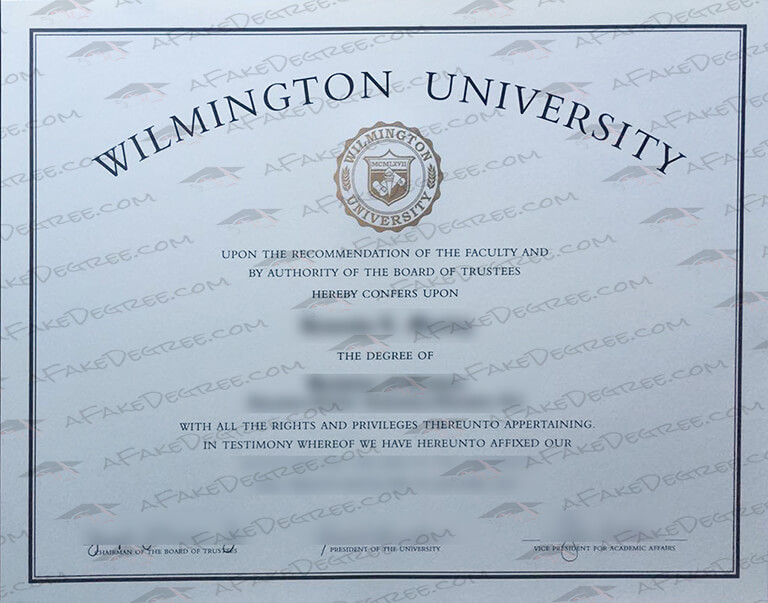 WILMINGTON UNIVERSITY
WILMINGTON
MCMLXVII
UNIVERSITY
UPON THE RECOMMENDATION OF THE FACULTY AND
BY AUTHORITY OF THE BOARD OF TRUSTEES
HEREBY CONFERS UPON
THE DEGREE OF
WITH ALL THE RIGHTS AND PRIVILEGES THEREUNTO APPERTAINING.
IN TESTIMONY WHEREOF WE HAVE HEREUNTO AFFIXED OUR
CHAIRMAN OF THE BOARD OF TRUSTEES
PRESIDENT OF THE UNIVERSITY
VICE PRESIDENT FOR ACADEMIC AFFAIRS
AFAKEDEGREE.COM